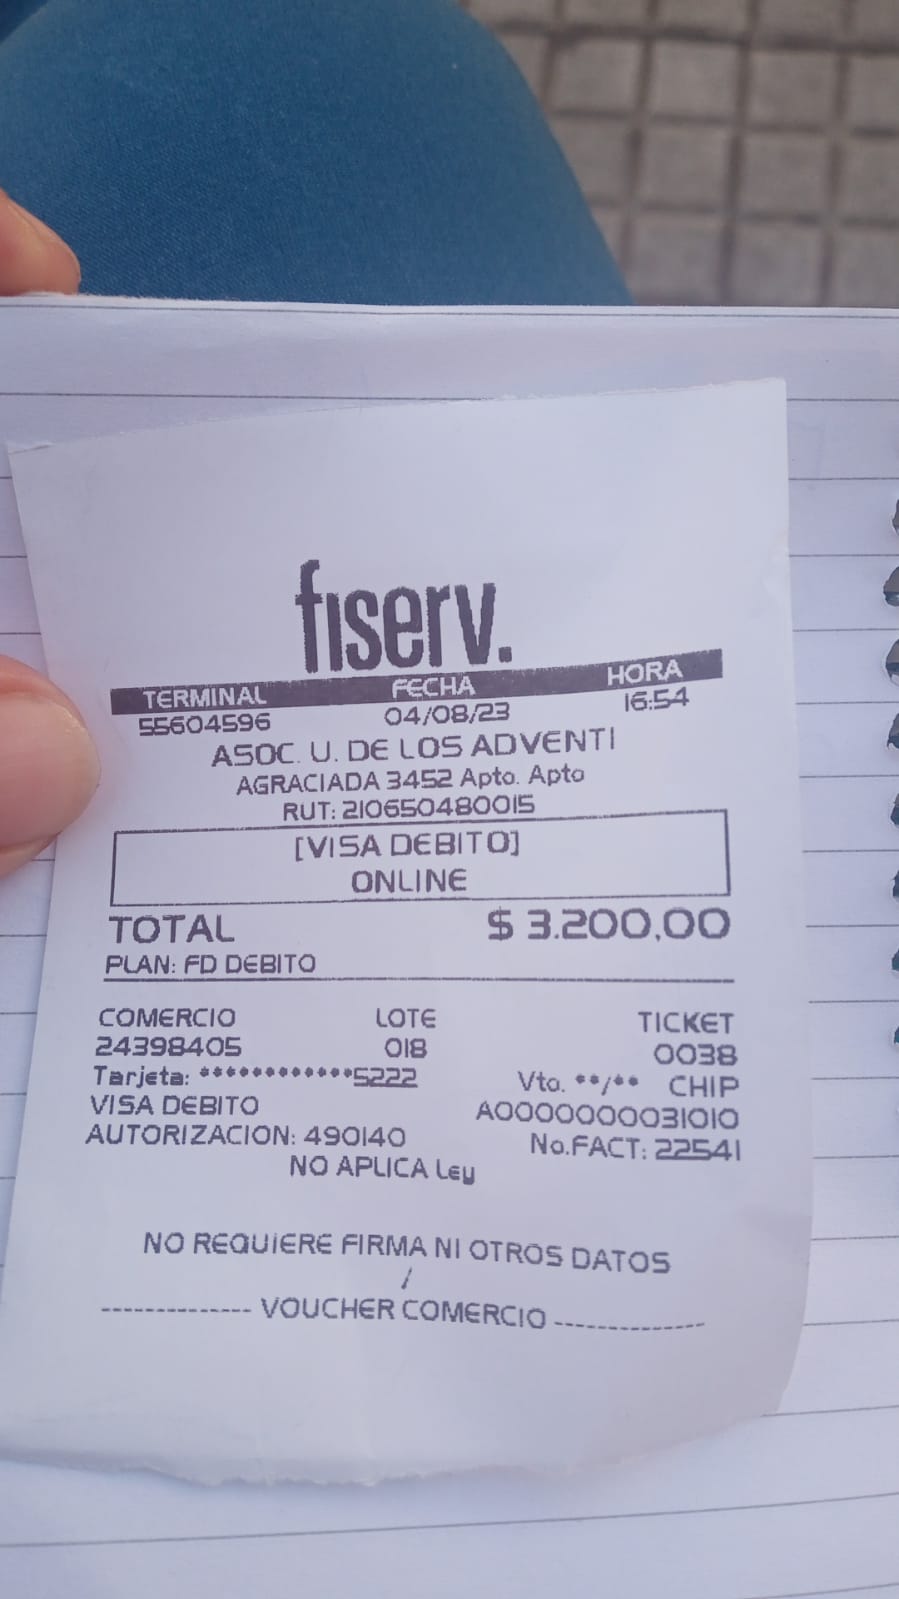 fiserv.
TERMINAL FECHA HORA
55604596 04/08/23 16:54
ASOC. U. DE LOS ADVENTI
AGRACIADA 3452 Apto. Apto
RUT: 210650480015
[VISA DEBITO]
ONLINE
TOTAL $ 3.200,00
PLAN: FD DEBITO
COMERCIO LOTE TICKET
24398405 018 0038
Tarjeta: ************5222 Vto. **/** CHIP
VISA DEBITO A0000000031010
AUTORIZACION: 490140 No.FACT: 22541
NO APLICA Ley
NO REQUIERE FIRMA NI OTROS DATOS
/
-------------- VOUCHER COMERCIO --------------